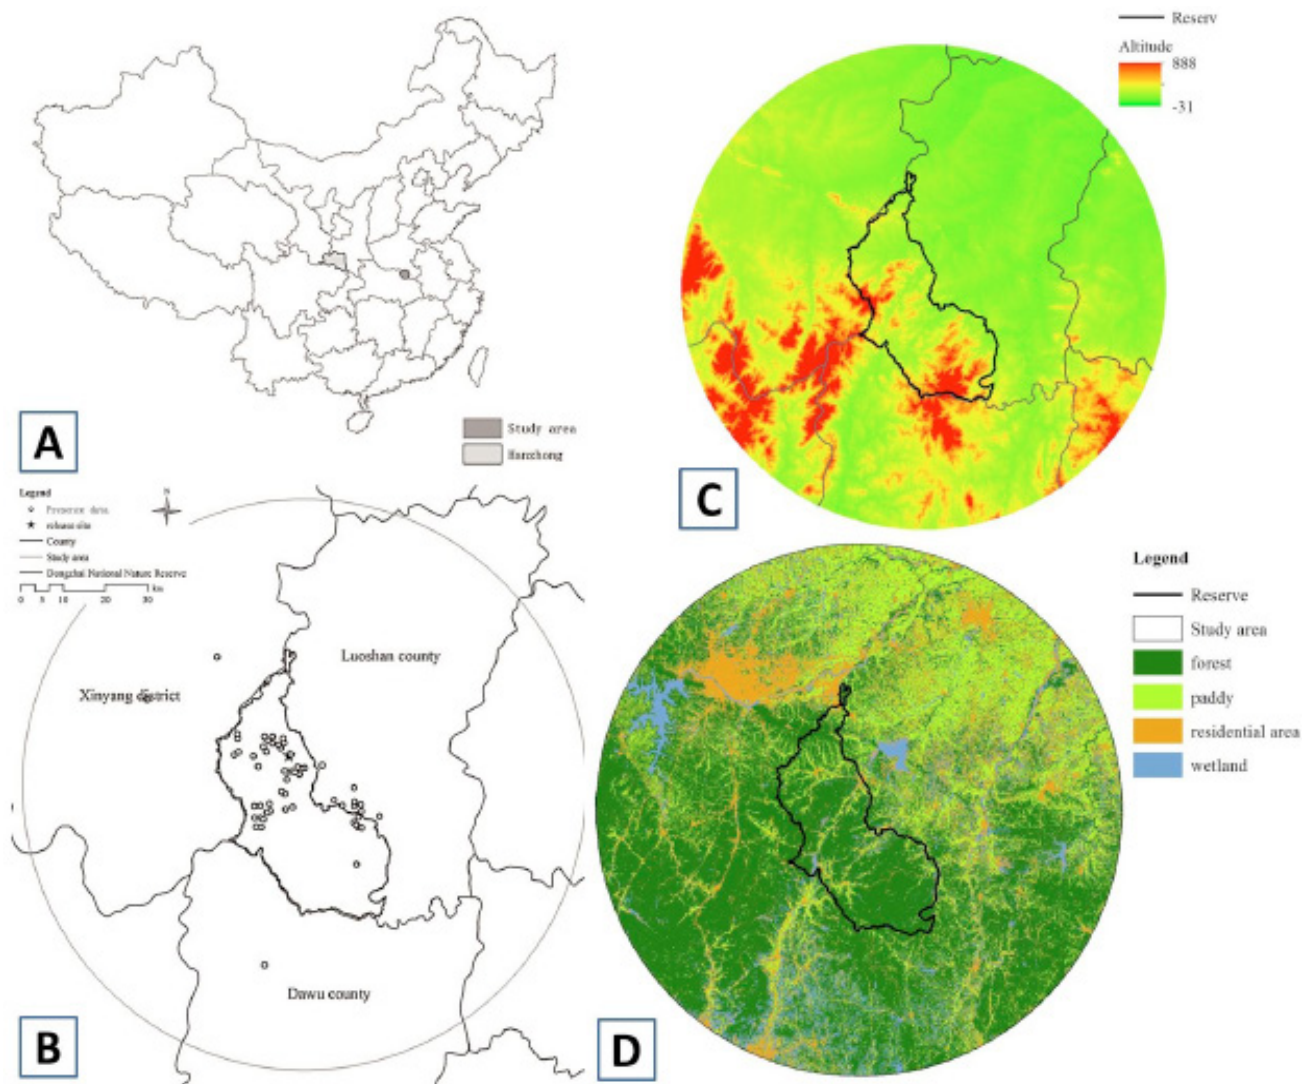 A
Study area
Hanzhong
Reserv
Altitude
888
-31
C
Legend
N
Presence data
release site
County
Study area
Dongzhai National Nature Reserve
km
0 5 10 20 30
Luoshan county
Xinyang district
Dawu county
B
Legend
Reserve
Study area
forest
paddy
residential area
wetland
D